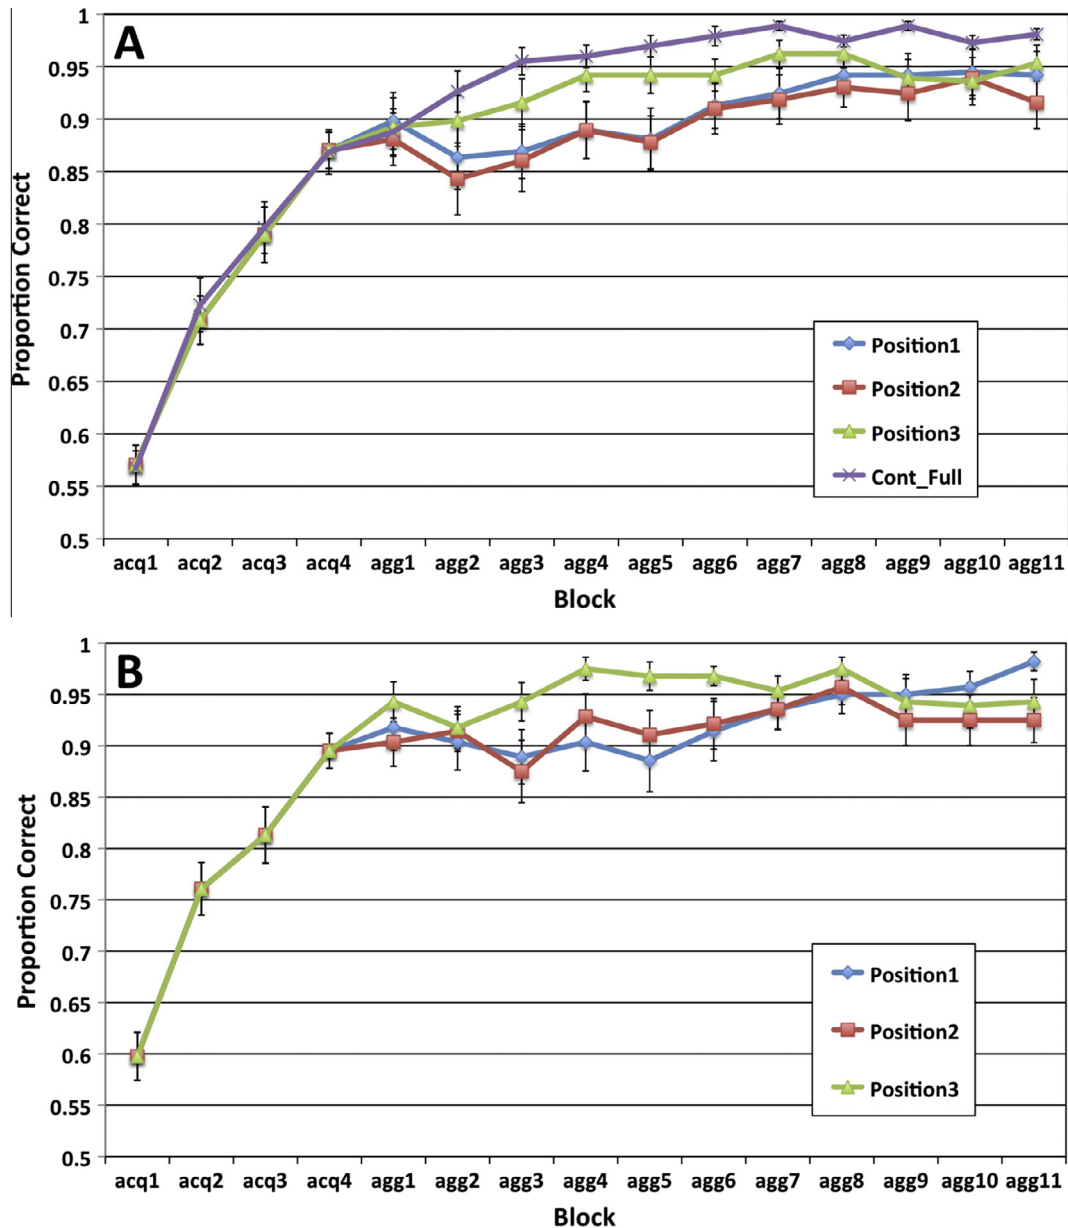 A
Proportion Correct
1
0.95
0.9
0.85
0.8
0.75
0.7
0.65
0.6
0.55
0.5
Position1
Position2
Position3
Cont_Full
acq1 acq2 acq3 acq4 agg1 agg2 agg3 agg4 agg5 agg6 agg7 agg8 agg9 agg10 agg11
Block
B
Proportion Correct
1
0.95
0.9
0.85
0.8
0.75
0.7
0.65
0.6
0.55
0.5
Position1
Position2
Position3
acq1 acq2 acq3 acq4 agg1 agg2 agg3 agg4 agg5 agg6 agg7 agg8 agg9 agg10 agg11
Block